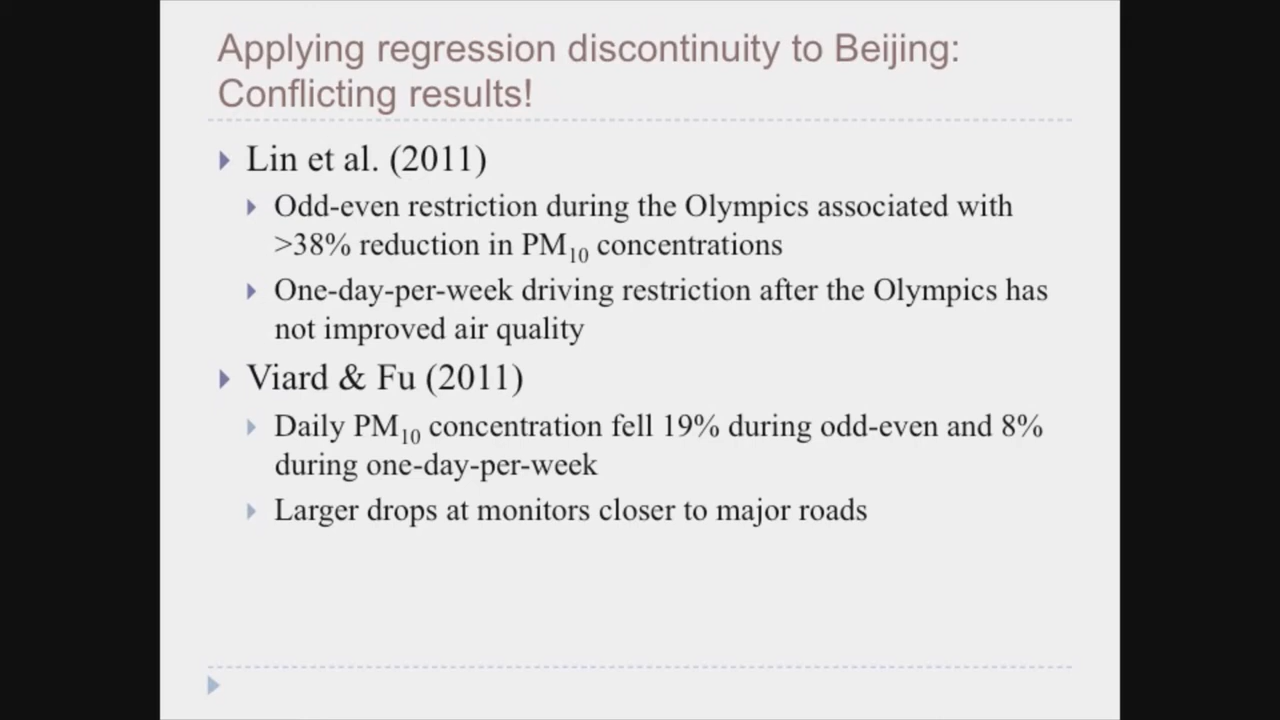 Applying regression discontinuity to Beijing:
Conflicting results!
Lin et al. (2011)
Odd-even restriction during the Olympics associated with
>38% reduction in PM10 concentrations
One-day-per-week driving restriction after the Olympics has
not improved air quality
Viard & Fu (2011)
Daily PM10 concentration fell 19% during odd-even and 8%
during one-day-per-week
Larger drops at monitors closer to major roads